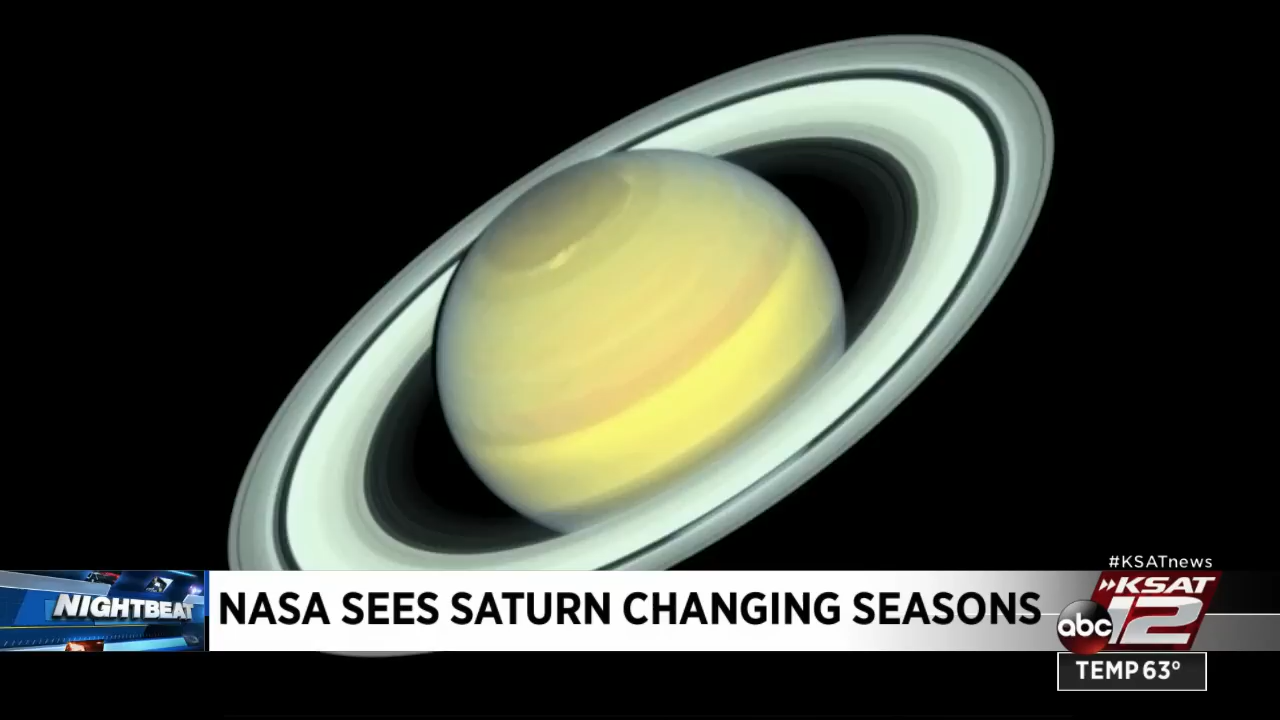 #KSATnews
NIGHTBEAT
NASA SEES SATURN CHANGING SEASONS
KSAT
abc 12
TEMP 63°